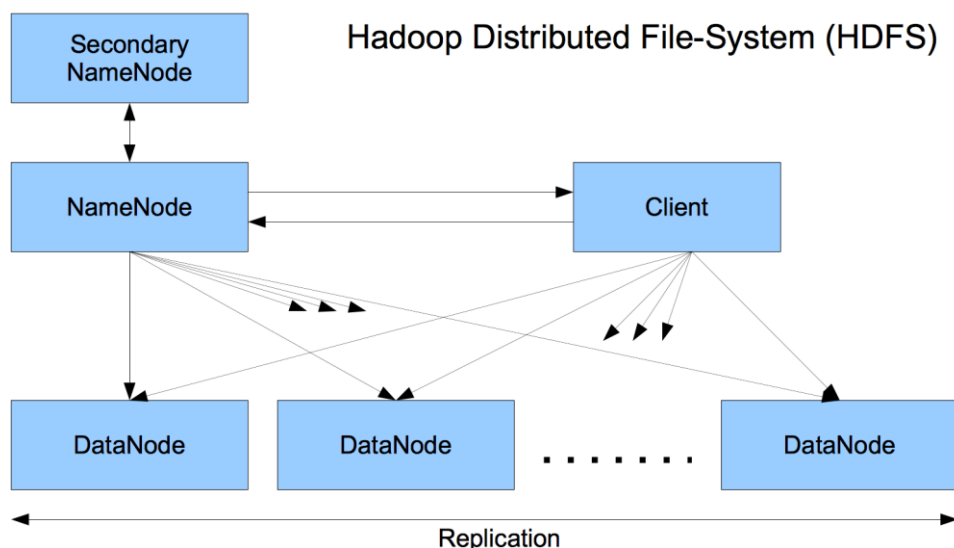 Hadoop Distributed File-System (HDFS)
Secondary
NameNode
NameNode
Client
DataNode
DataNode
DataNode
Replication